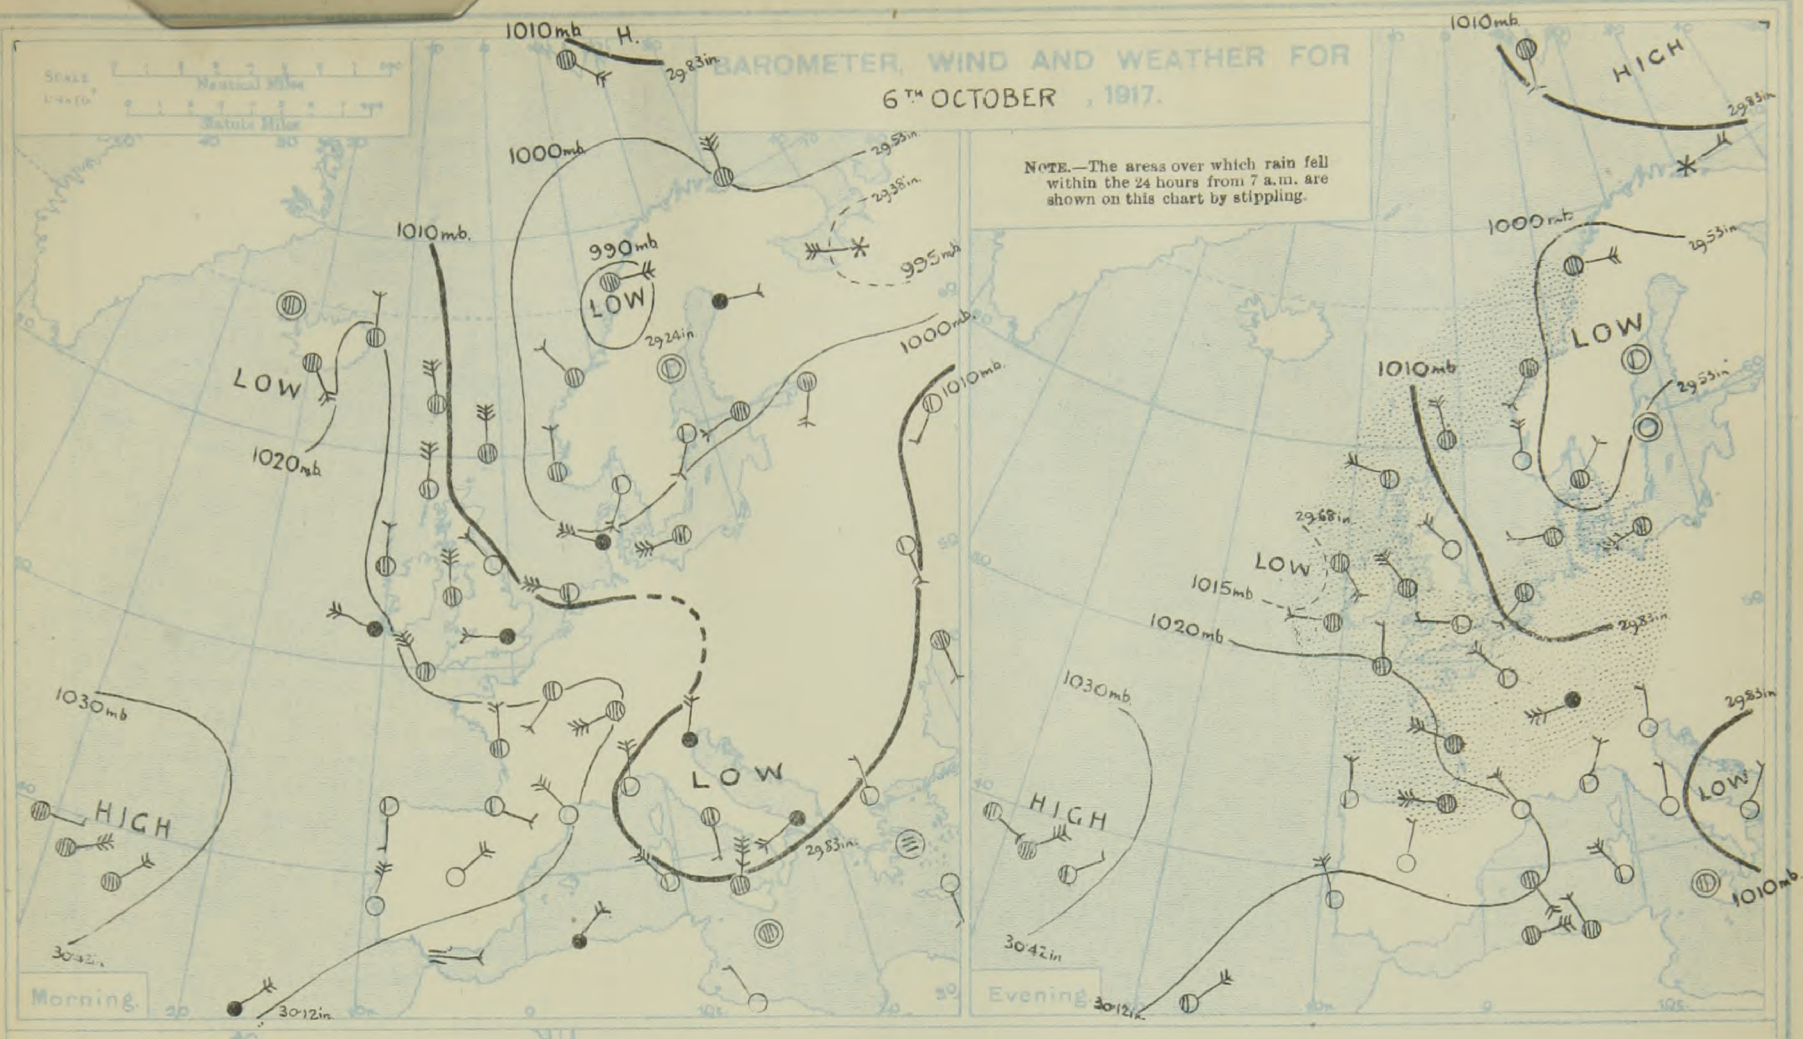 BAROMETER, WIND AND WEATHER FOR
6TH OCTOBER, 1917.
SCALE
Nautical Miles
Statute Miles
NOTE.—The areas over which rain fell
within the 24 hours from 7 a.m. are
shown on this chart by stippling.
1010mb
H.
29.83in
1000mb
29.53in.
29.38in.
995mb
1010mb.
990mb
LOW
29.24in
1000mb.
1010mb.
LOW
1020mb
1030mb
HIGH
30.42in.
LOW
29.83in.
30.12in
Morning.
1010mb
HIGH
29.83in
1000mb
29.53in
LOW
1010mb
29.53in
29.68in
LOW
1015mb
1020mb
29.83in
1030mb
HIGH
30.42in
29.83in
LOW
1010mb
30.12in
Evening.